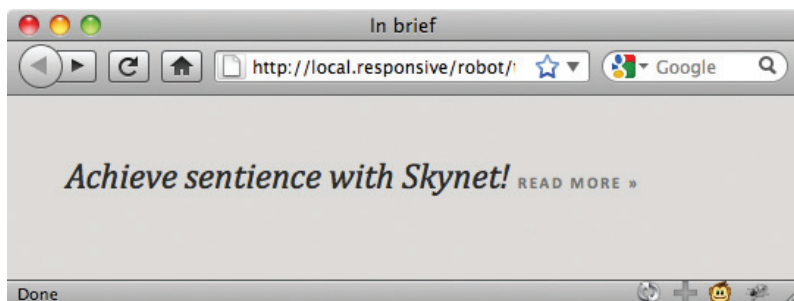 In brief
http://local.responsive/robot/
Google
Achieve sentience with Skynet! READ MORE »
Done